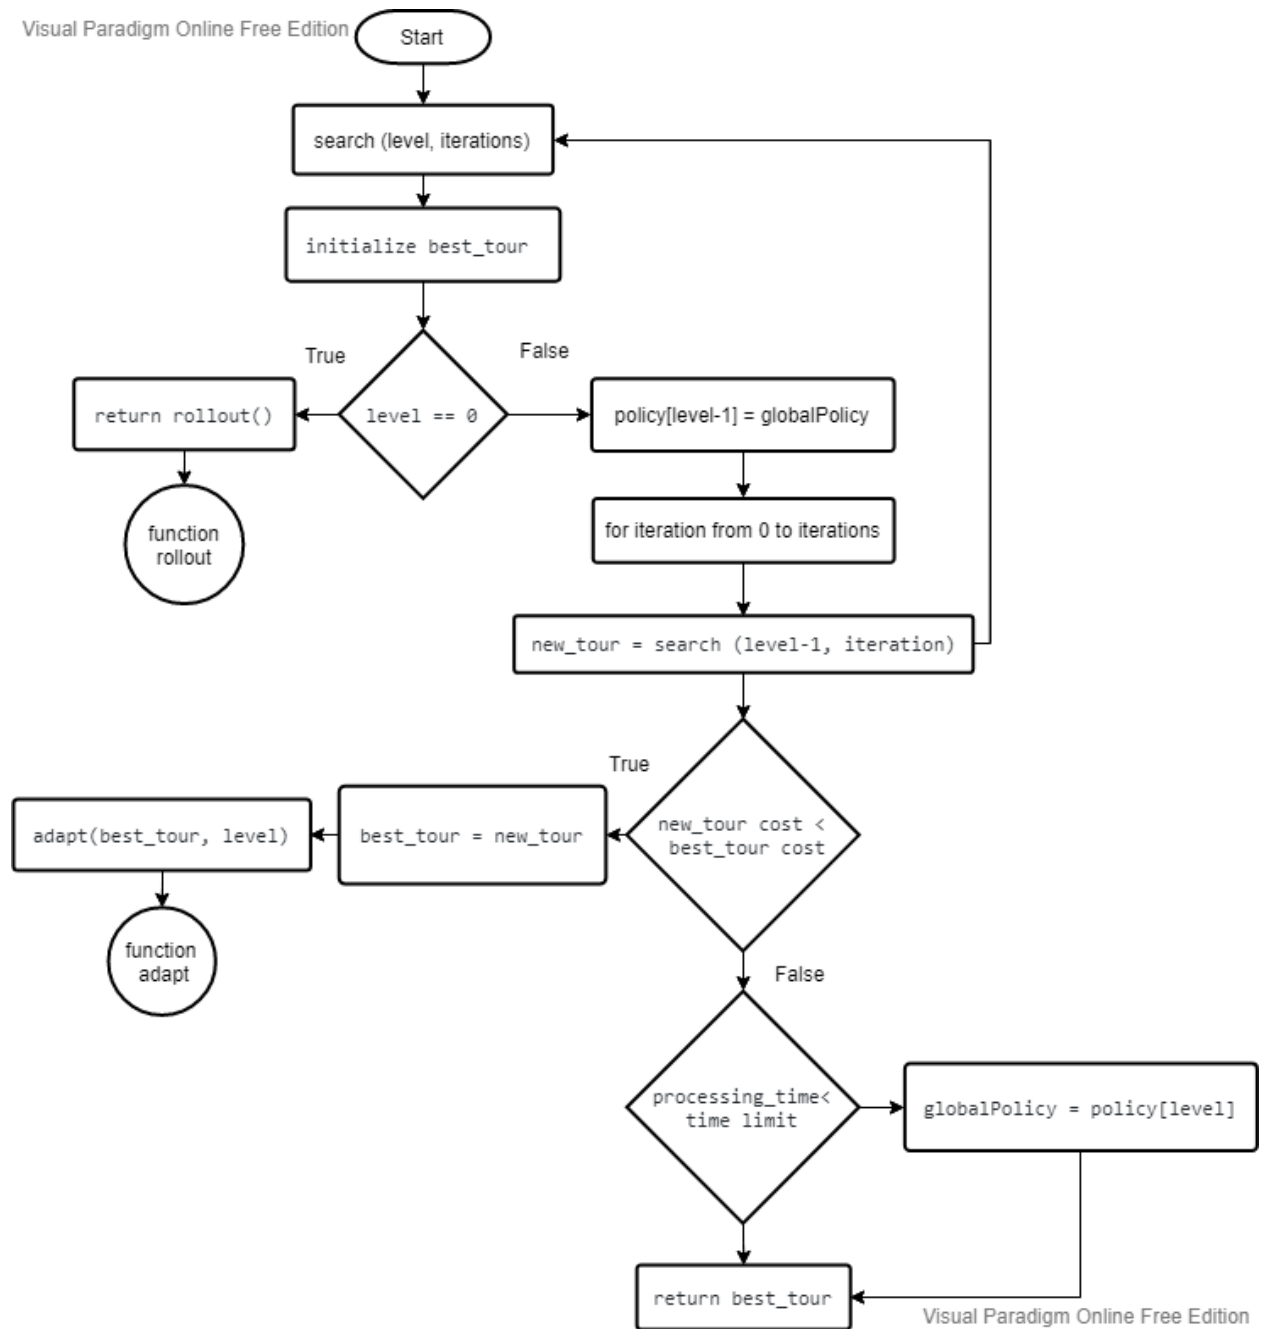 Visual Paradigm Online Free Edition
Start
search (level, iterations)
initialize best_tour
True
False
return rollout()
level == 0
policy[level-1] = globalPolicy
function
rollout
for iteration from 0 to iterations
new_tour = search (level-1, iteration)
True
adapt(best_tour, level)
best_tour = new_tour
new_tour cost <
best_tour cost
function
adapt
False
processing_time<
time limit
globalPolicy = policy[level]
return best_tour
Visual Paradigm Online Free Edition